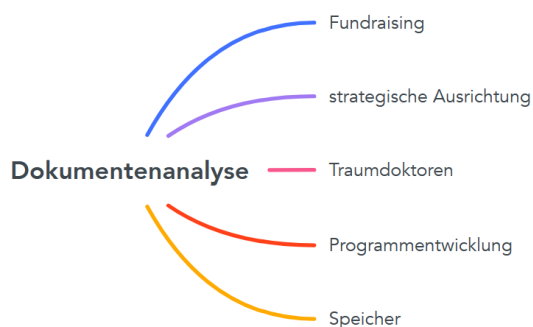 Fundraising
strategische Ausrichtung
Dokumentenanalyse
Traumdoktoren
Programmentwicklung
Speicher